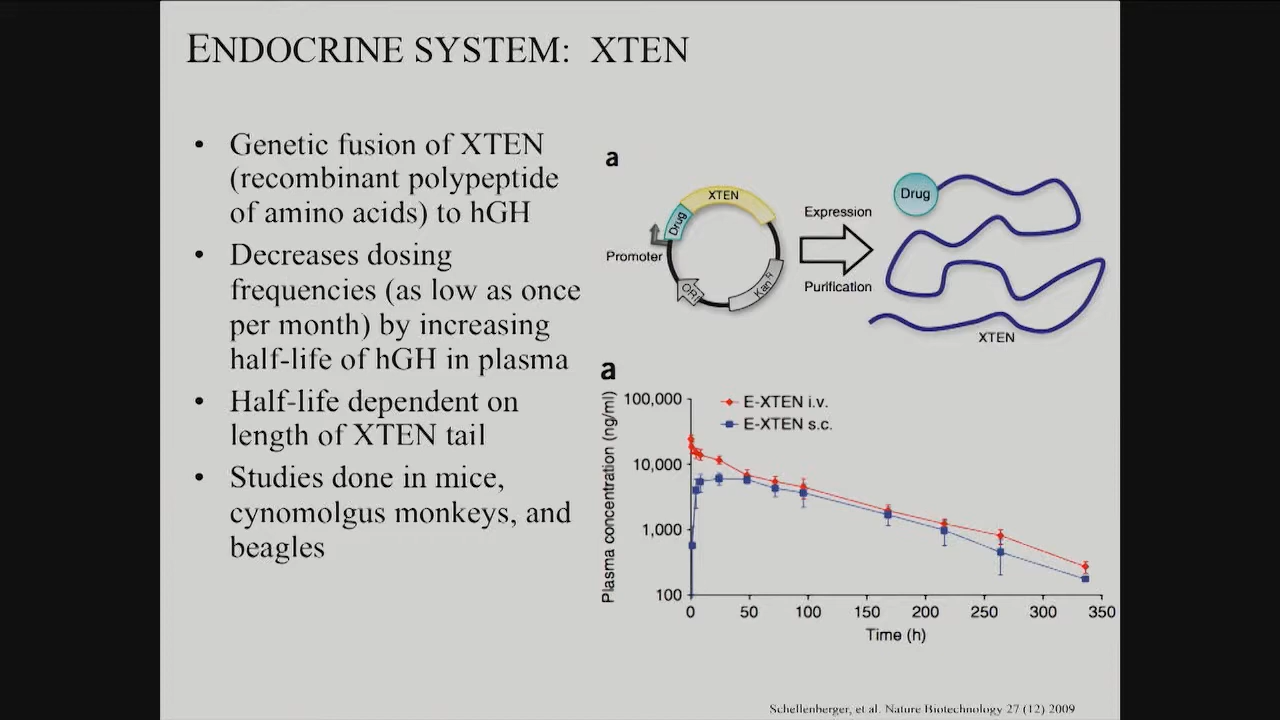 ENDOCRINE SYSTEM: XTEN
• Genetic fusion of XTEN
(recombinant polypeptide
of amino acids) to hGH
• Decreases dosing
frequencies (as low as once
per month) by increasing
half-life of hGH in plasma
• Half-life dependent on
length of XTEN tail
• Studies done in mice,
cynomolgus monkeys, and
beagles
a
XTEN
Drug
Promoter
ORI
Kan R
Expression
Purification
Drug
XTEN
a
Plasma concentration (ng/ml)
100,000
10,000
1,000
100
E-XTEN i.v.
E-XTEN s.c.
0 50 100 150 200 250 300 350
Time (h)
Schellenberger, et al. Nature Biotechnology 27 (12) 2009